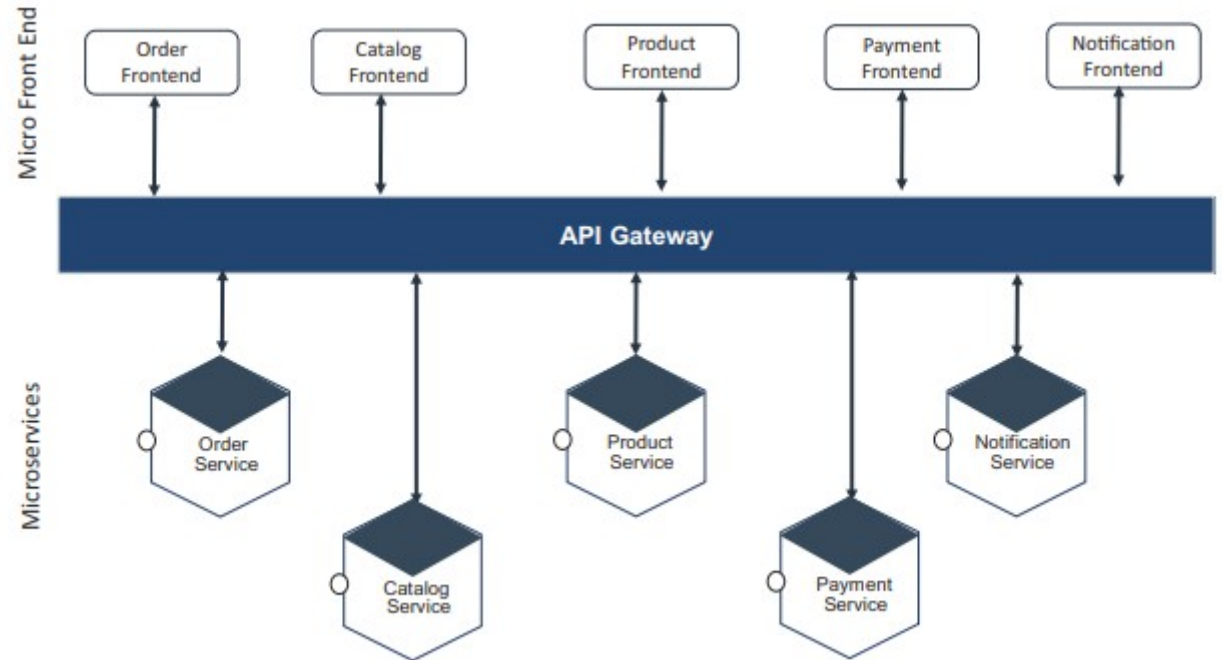 Micro Front End
Order
Frontend
Catalog
Frontend
Product
Frontend
Payment
Frontend
Notification
Frontend
API Gateway
Microservices
Order
Service
Product
Service
Notification
Service
Catalog
Service
Payment
Service